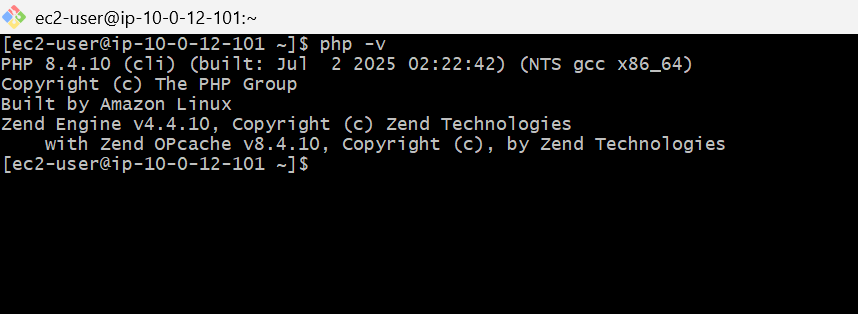 ec2-user@ip-10-0-12-101:~
[ec2-user@ip-10-0-12-101 ~]$ php -v
PHP 8.4.10 (cli) (built: Jul  2 2025 02:22:42) (NTS gcc x86_64)
Copyright (c) The PHP Group
Built by Amazon Linux
Zend Engine v4.4.10, Copyright (c) Zend Technologies
    with Zend OPcache v8.4.10, Copyright (c), by Zend Technologies
[ec2-user@ip-10-0-12-101 ~]$